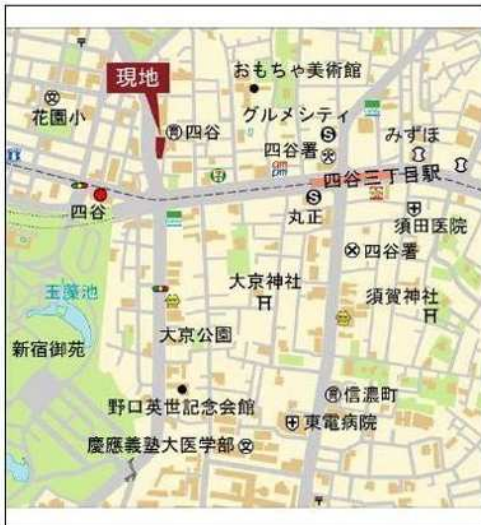 現地
おもちゃ美術館
花園小
四谷
グルメシティ
四谷署
みずほ
am
pm
四谷三丁目駅
四谷
丸正
須田医院
四谷署
玉藻池
大京神社
須賀神社
新宿御苑
大京公園
信濃町
野口英世記念会館
東電病院
慶應義塾大医学部